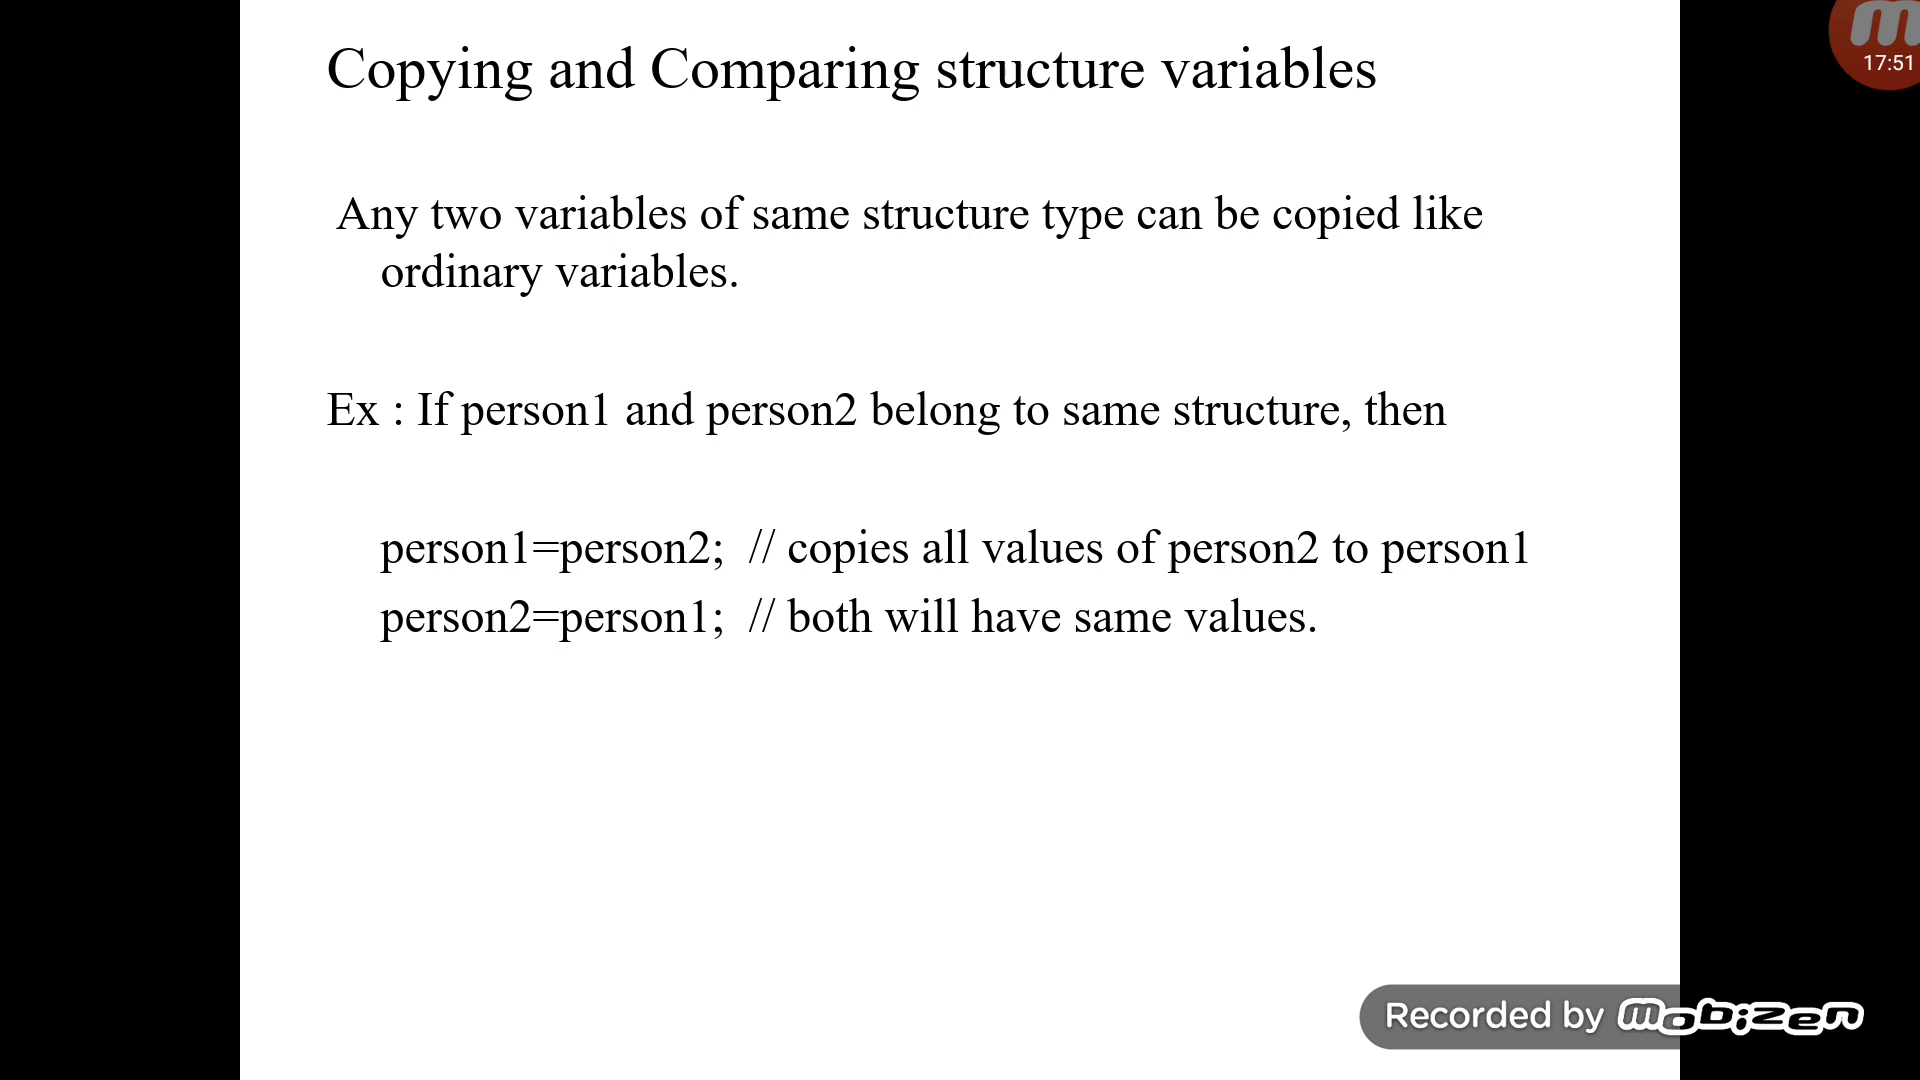 Copying and Comparing structure variables
17:51
Any two variables of same structure type can be copied like
ordinary variables.
Ex : If person1 and person2 belong to same structure, then
person1=person2;  // copies all values of person2 to person1
person2=person1;  // both will have same values.
Recorded by mobizen